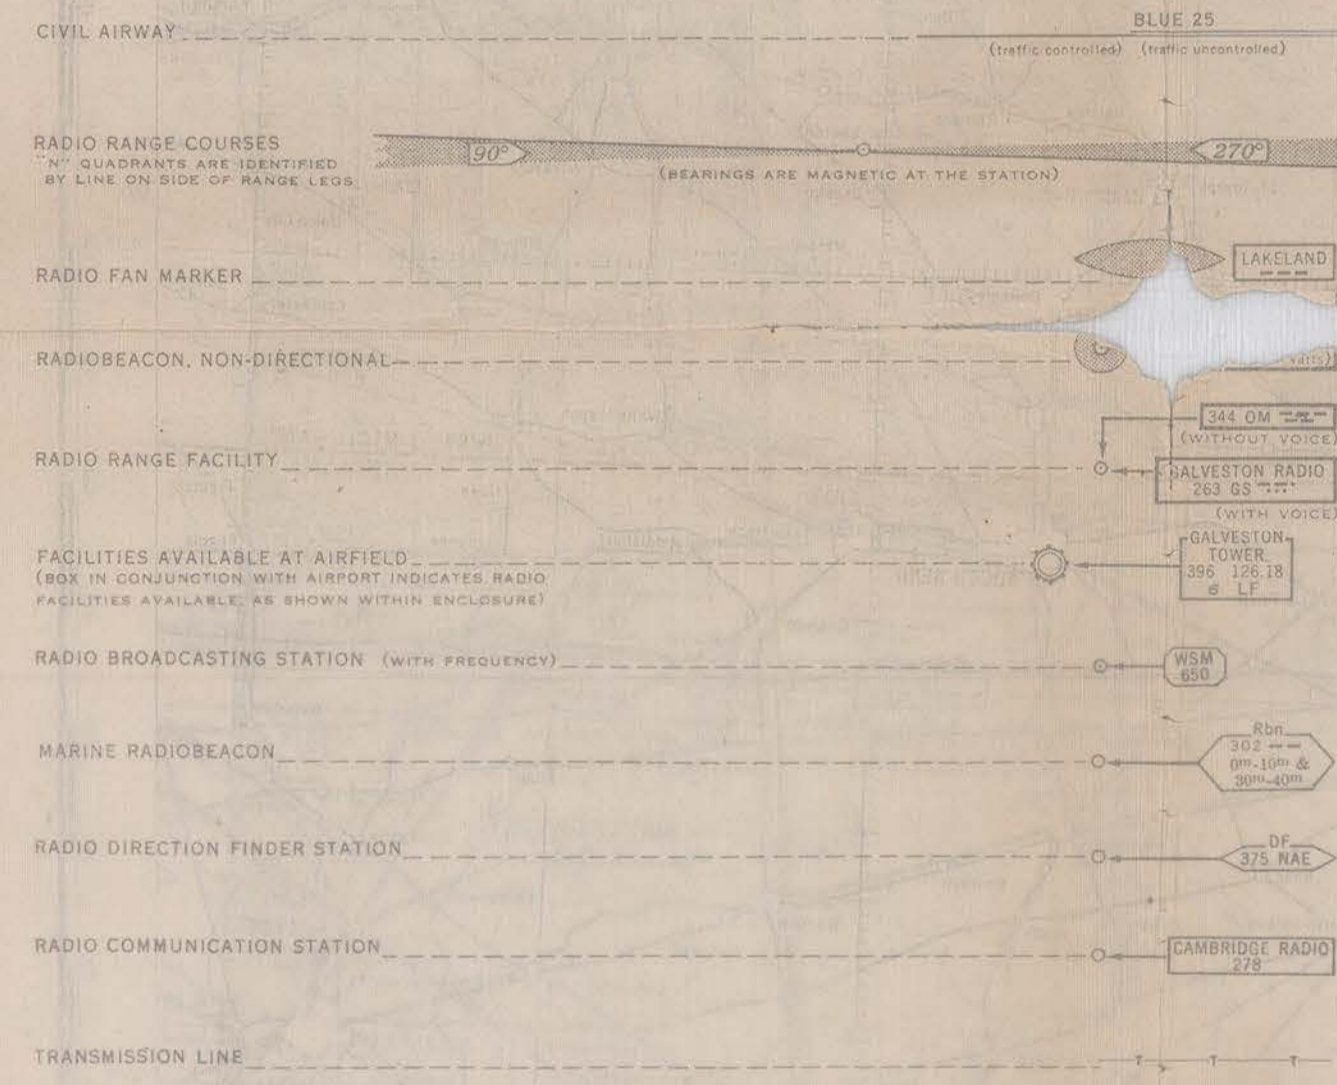 CIVIL AIRWAY
BLUE 25
(traffic controlled) (traffic uncontrolled)
RADIO RANGE COURSES
"N" QUADRANTS ARE IDENTIFIED
BY LINE ON SIDE OF RANGE LEGS
90°
270°
(BEARINGS ARE MAGNETIC AT THE STATION)
RADIO FAN MARKER
LAKELAND
RADIOBEACON, NON-DIRECTIONAL
RADIO RANGE FACILITY
344 OM
(WITHOUT VOICE)
GALVESTON RADIO
263 GS
(WITH VOICE)
FACILITIES AVAILABLE AT AIRFIELD
(BOX IN CONJUNCTION WITH AIRPORT INDICATES RADIO
FACILITIES AVAILABLE, AS SHOWN WITHIN ENCLOSURE)
GALVESTON
TOWER
396 126.18
6 LF
RADIO BROADCASTING STATION (WITH FREQUENCY)
WSM
650
MARINE RADIOBEACON
Rbn
302
0m-10m &
30m-40m
RADIO DIRECTION FINDER STATION
DF
375 NAE
RADIO COMMUNICATION STATION
CAMBRIDGE RADIO
278
TRANSMISSION LINE
T T T